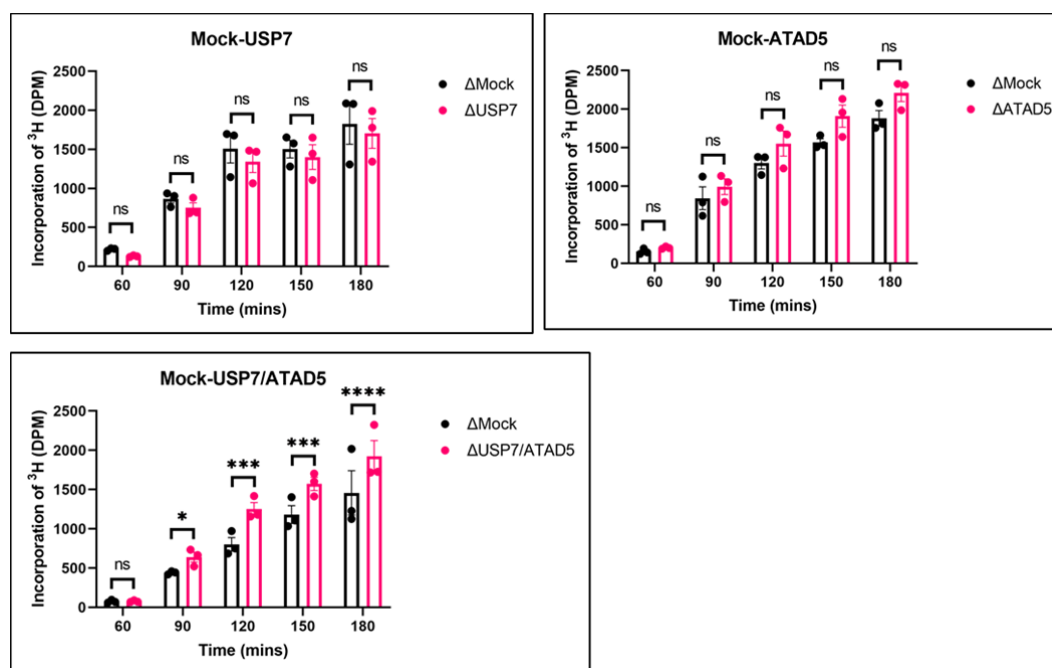 Mock-USP7
Incorporation of ³H (DPM)
2500
2000
1500
1000
500
0
ns
ns
ns
ns
ns
60 90 120 150 180
Time (mins)
ΔMock
ΔUSP7
Mock-ATAD5
Incorporation of ³H (DPM)
2500
2000
1500
1000
500
0
ns
ns
ns
ns
ns
60 90 120 150 180
Time (mins)
ΔMock
ΔATAD5
Mock-USP7/ATAD5
Incorporation of ³H (DPM)
2500
2000
1500
1000
500
0
ns
*
***
***
****
60 90 120 150 180
Time (mins)
ΔMock
ΔUSP7/ATAD5